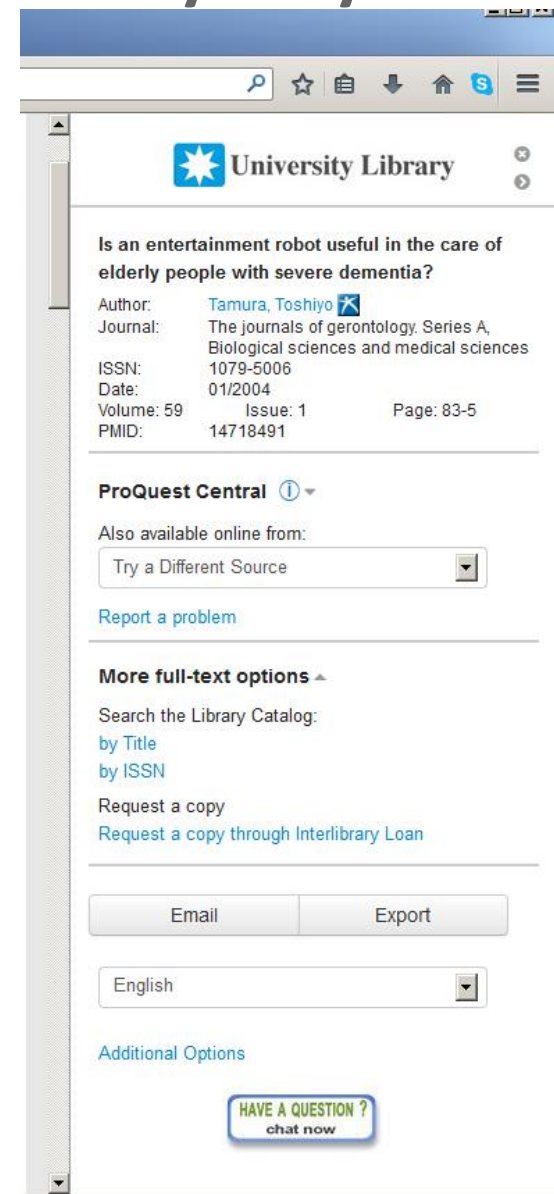 University Library
Is an entertainment robot useful in the care of
elderly people with severe dementia?
Author: Tamura, Toshiyo
Journal: The journals of gerontology. Series A,
Biological sciences and medical sciences
ISSN: 1079-5006
Date: 01/2004
Volume: 59 Issue: 1 Page: 83-5
PMID: 14718491
ProQuest Central
Also available online from:
Try a Different Source
Report a problem
More full-text options
Search the Library Catalog:
by Title
by ISSN
Request a copy
Request a copy through Interlibrary Loan
Email Export
English
Additional Options
HAVE A QUESTION ?
chat now